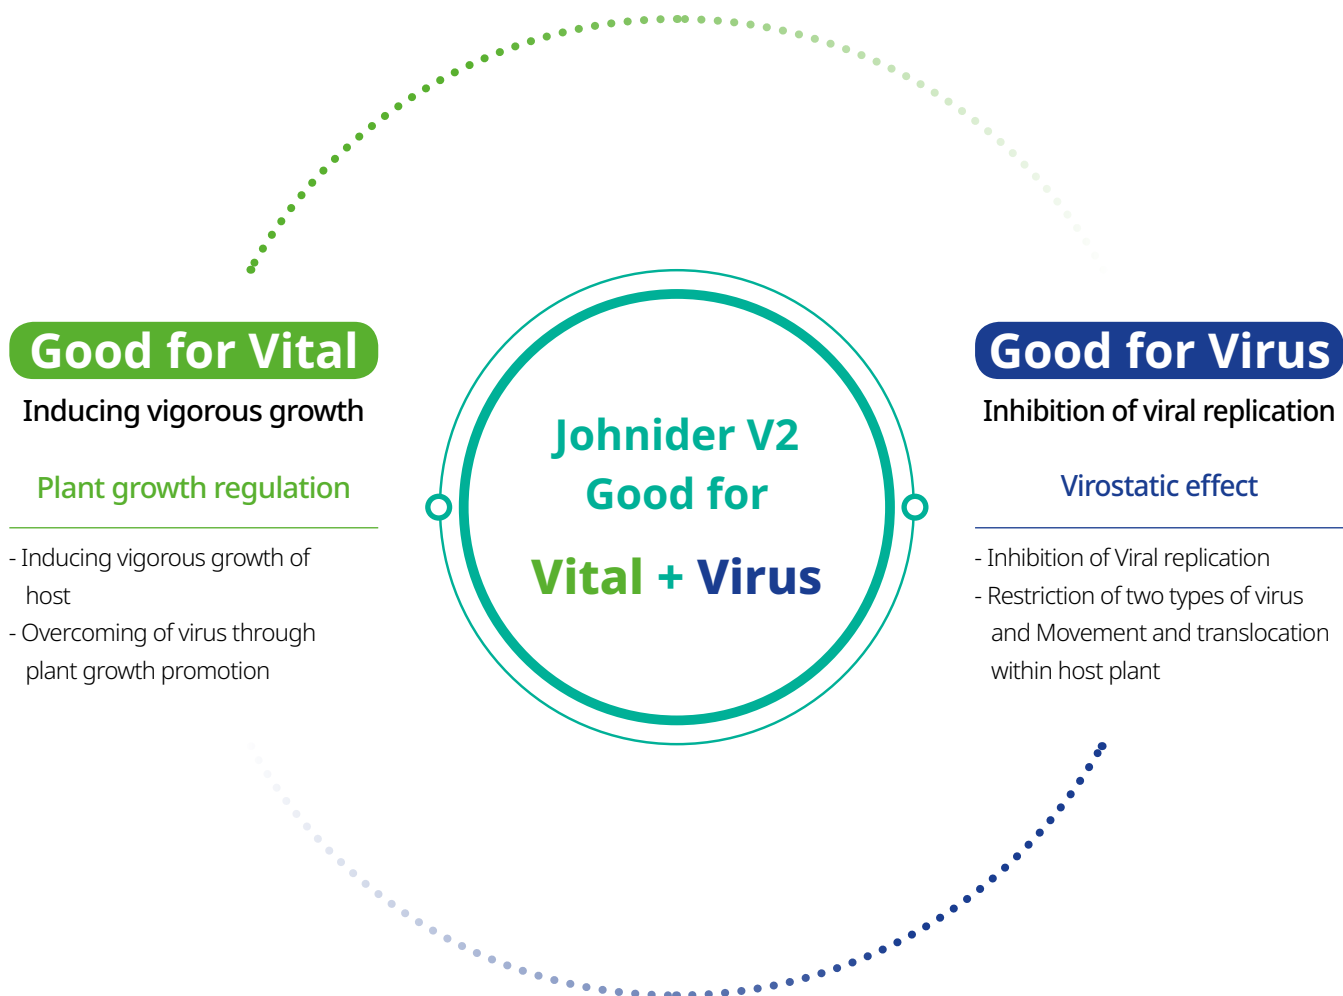 Good for Vital
Inducing vigorous growth
Plant growth regulation
- Inducing vigorous growth of
host
- Overcoming of virus through
plant growth promotion
Johnider V2
Good for
Vital + Virus
Good for Virus
Inhibition of viral replication
Virostatic effect
- Inhibition of Viral replication
- Restriction of two types of virus
and Movement and translocation
within host plant